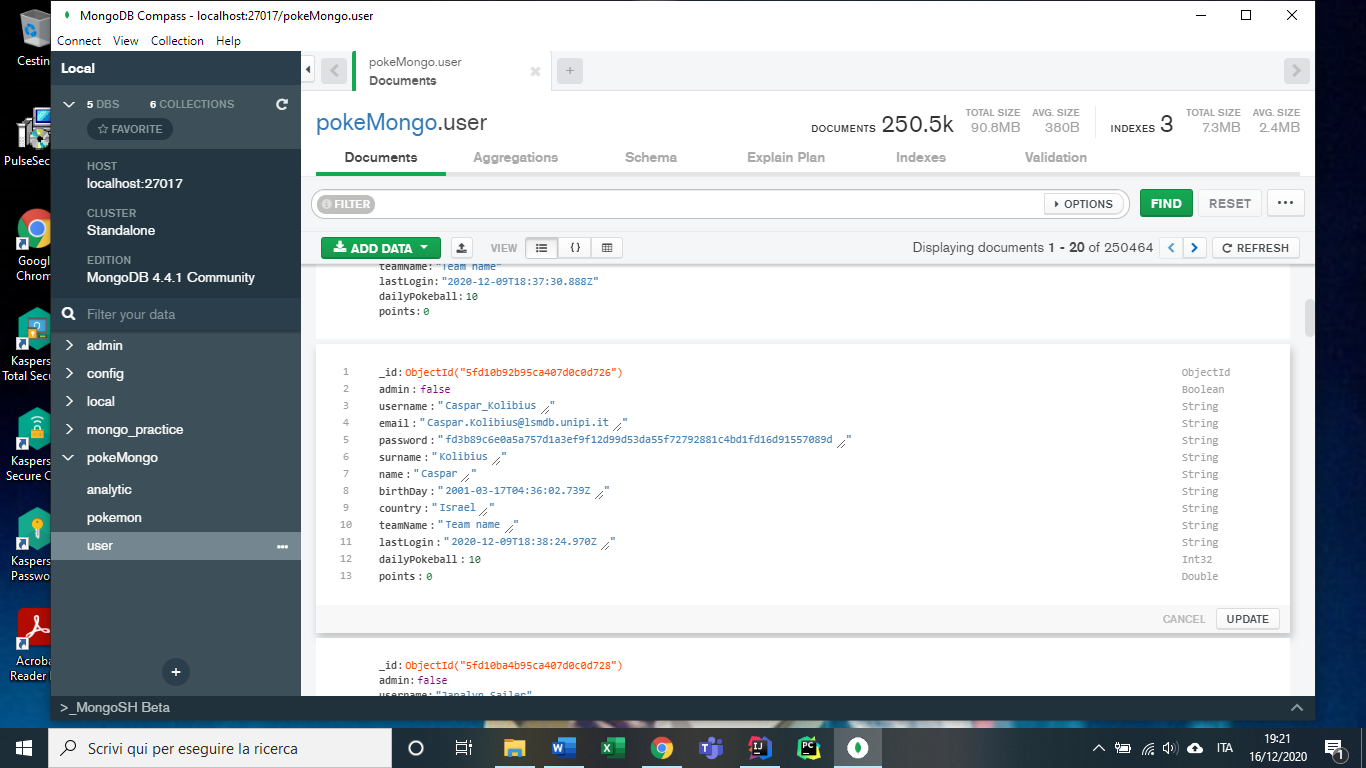 Cestin
PulseSec
Google
Chrom
Kaspers
Total Secu
Kaspers
Secure C
Kaspers
Passwo
Acroba
Reader
MongoDB Compass - localhost:27017/pokeMongo.user
Connect View Collection Help
Local
5 DBS 6 COLLECTIONS
FAVORITE
HOST
localhost:27017
CLUSTER
Standalone
EDITION
MongoDB 4.4.1 Community
Filter your data
admin
config
local
mongo_practice
pokeMongo
analytic
pokemon
user
pokeMongo.user
Documents
pokeMongo.user
DOCUMENTS 250.5k TOTAL SIZE 90.8MB AVG. SIZE 380B INDEXES 3 TOTAL SIZE 7.3MB AVG. SIZE 2.4MB
Documents Aggregations Schema Explain Plan Indexes Validation
FILTER OPTIONS FIND RESET
ADD DATA VIEW {} Displaying documents 1 - 20 of 250464 REFRESH
teamName: "Team name"
lastLogin: "2020-12-09T18:37:30.888Z"
dailyPokeball: 10
points: 0
1 _id: ObjectId("5fd10b92b95ca407d0c0d726") ObjectId
2 admin : false Boolean
3 username : "Caspar_Kolibius " String
4 email : "Caspar.Kolibius@lsmdb.unipi.it " String
5 password : "fd3b89c6e0a5a757d1a3ef9f12d99d53da55f72792881c4bd1fd16d91557089d " String
6 surname : "Kolibius " String
7 name : "Caspar " String
8 birthDay : "2001-03-17T04:36:02.739Z " String
9 country : "Israel " String
10 teamName : "Team name " String
11 lastLogin : "2020-12-09T18:38:24.970Z " String
12 dailyPokeball : 10 Int32
13 points : 0 Double
CANCEL UPDATE
_id: ObjectId("5fd10ba4b95ca407d0c0d728")
admin: false
username: "Janalyn_Sailer"
>_MongoSH Beta
Scrivi qui per eseguire la ricerca
ITA
19:21
16/12/2020
1